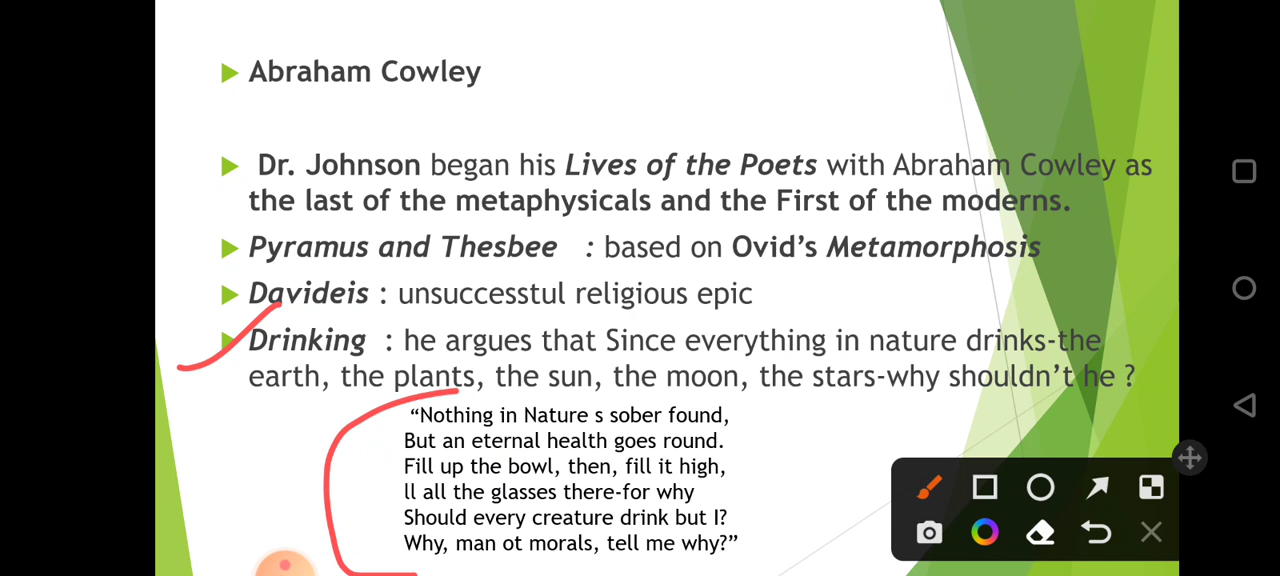 Abraham Cowley
Dr. Johnson began his Lives of the Poets with Abraham Cowley as
the last of the metaphysicals and the First of the moderns.
Pyramus and Thesbee : based on Ovid's Metamorphosis
Davideis : unsuccesstul religious epic
Drinking : he argues that Since everything in nature drinks-the
earth, the plants, the sun, the moon, the stars-why shouldn't he ?
“Nothing in Nature s sober found,
But an eternal health goes round.
Fill up the bowl, then, fill it high,
ll all the glasses there-for why
Should every creature drink but I?
Why, man ot morals, tell me why?”